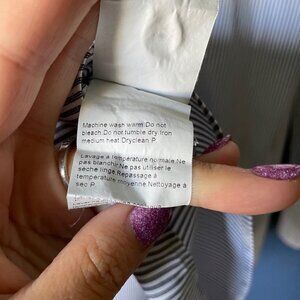 Machine wash warm.Do not
bleach.Do not tumble dry.Iron
medium heat.Dryclean P
Lavage à température normale.Ne
pas blanchir.Ne pas utiliser le
sèche linge.Repassage à
température moyenne.Nettoyage à
sec P